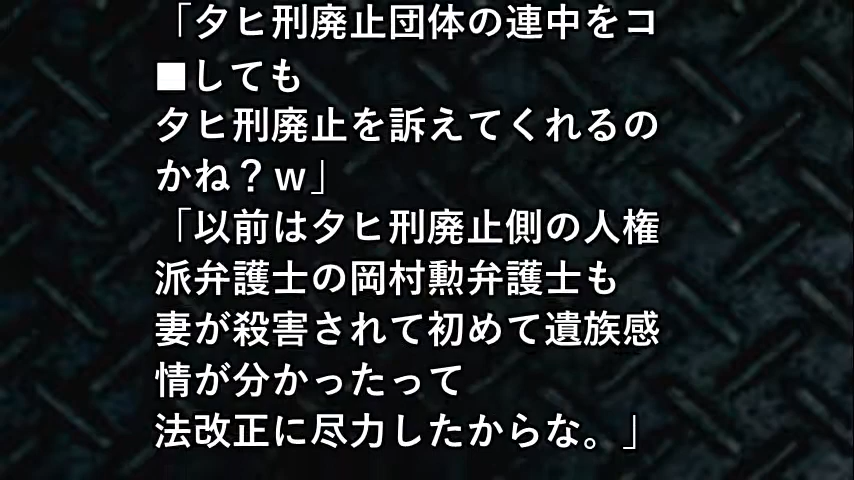 「タヒ刑廃止団体の連中をコ
■しても
タヒ刑廃止を訴えてくれるの
かね？ｗ」
「以前はタヒ刑廃止側の人権
派弁護士の岡村勲弁護士も
妻が殺害されて初めて遺族感
情が分かったって
法改正に尽力したからな。」